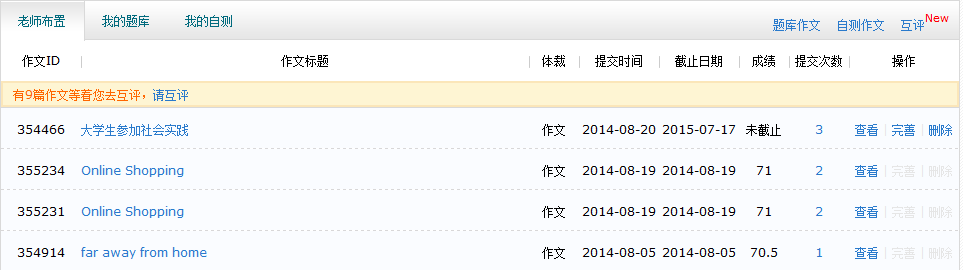 老师布置 我的题库 我的自测 题库作文 自测作文 互评 New
作文ID 作文标题 体裁 提交时间 截止日期 成绩 提交次数 操作
有9篇作文等着您去互评，请互评
354466 大学生参加社会实践 作文 2014-08-20 2015-07-17 未截止 3 查看 完善 删除
355234 Online Shopping 作文 2014-08-19 2014-08-19 71 2 查看 完善 删除
355231 Online Shopping 作文 2014-08-19 2014-08-19 71 2 查看 完善 删除
354914 far away from home 作文 2014-08-05 2014-08-05 70.5 1 查看 完善 删除